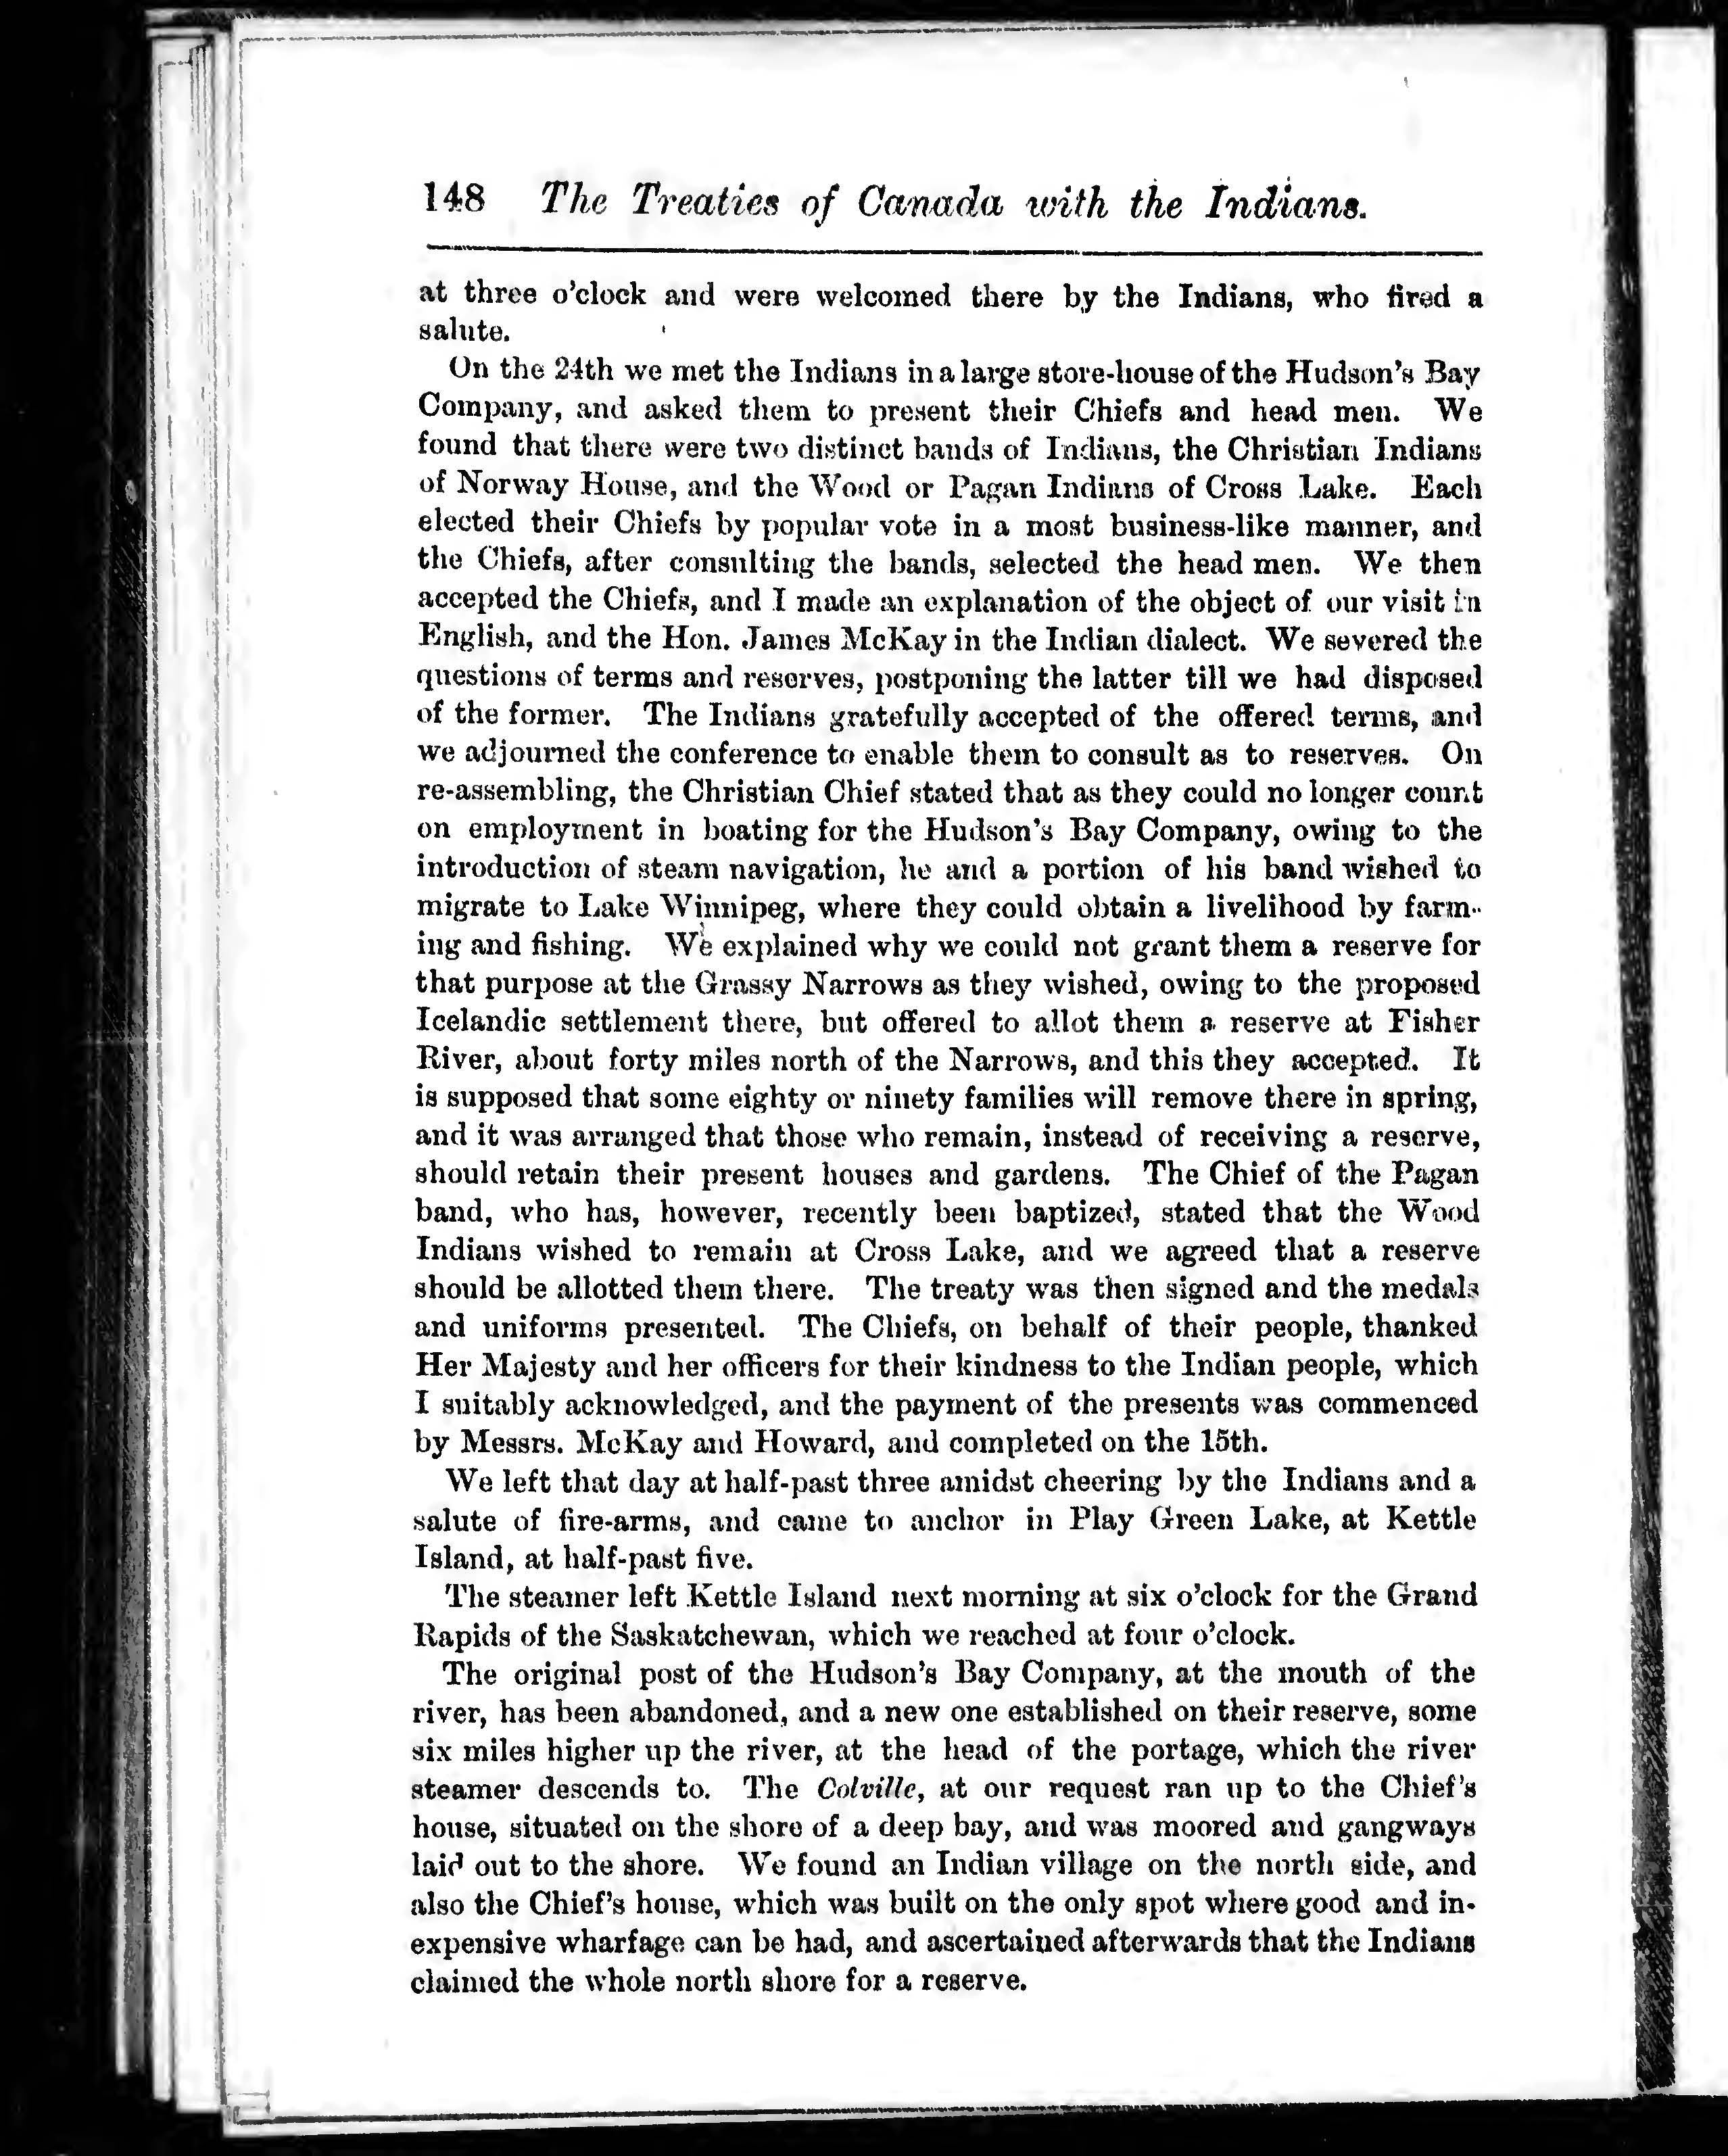 148 The Treaties of Canada with the Indians.
at three o'clock and were welcomed there by the Indians, who fired a
salute.
On the 24th we met the Indians in a large store-house of the Hudson's Bay
Company, and asked them to present their Chiefs and head men. We
found that there were two distinct bands of Indians, the Christian Indians
of Norway House, and the Wood or Pagan Indians of Cross Lake. Each
elected their Chiefs by popular vote in a most business-like manner, and
the Chiefs, after consulting the bands, selected the head men. We then
accepted the Chiefs, and I made an explanation of the object of our visit in
English, and the Hon. James McKay in the Indian dialect. We severed the
questions of terms and reserves, postponing the latter till we had disposed
of the former. The Indians gratefully accepted of the offered terms, and
we adjourned the conference to enable them to consult as to reserves. On
re-assembling, the Christian Chief stated that as they could no longer count
on employment in boating for the Hudson's Bay Company, owing to the
introduction of steam navigation, he and a portion of his band wished to
migrate to Lake Winnipeg, where they could obtain a livelihood by farm-
ing and fishing. We explained why we could not grant them a reserve for
that purpose at the Grassy Narrows as they wished, owing to the proposed
Icelandic settlement there, but offered to allot them a reserve at Fisher
River, about forty miles north of the Narrows, and this they accepted. It
is supposed that some eighty or ninety families will remove there in spring,
and it was arranged that those who remain, instead of receiving a reserve,
should retain their present houses and gardens. The Chief of the Pagan
band, who has, however, recently been baptized, stated that the Wood
Indians wished to remain at Cross Lake, and we agreed that a reserve
should be allotted them there. The treaty was then signed and the medals
and uniforms presented. The Chiefs, on behalf of their people, thanked
Her Majesty and her officers for their kindness to the Indian people, which
I suitably acknowledged, and the payment of the presents was commenced
by Messrs. McKay and Howard, and completed on the 15th.
We left that day at half-past three amidst cheering by the Indians and a
salute of fire-arms, and came to anchor in Play Green Lake, at Kettle
Island, at half-past five.
The steamer left Kettle Island next morning at six o'clock for the Grand
Rapids of the Saskatchewan, which we reached at four o'clock.
The original post of the Hudson's Bay Company, at the mouth of the
river, has been abandoned, and a new one established on their reserve, some
six miles higher up the river, at the head of the portage, which the river
steamer descends to. The Colville, at our request ran up to the Chief's
house, situated on the shore of a deep bay, and was moored and gangways
laid out to the shore. We found an Indian village on the north side, and
also the Chief's house, which was built on the only spot where good and in-
expensive wharfage can be had, and ascertained afterwards that the Indians
claimed the whole north shore for a reserve.